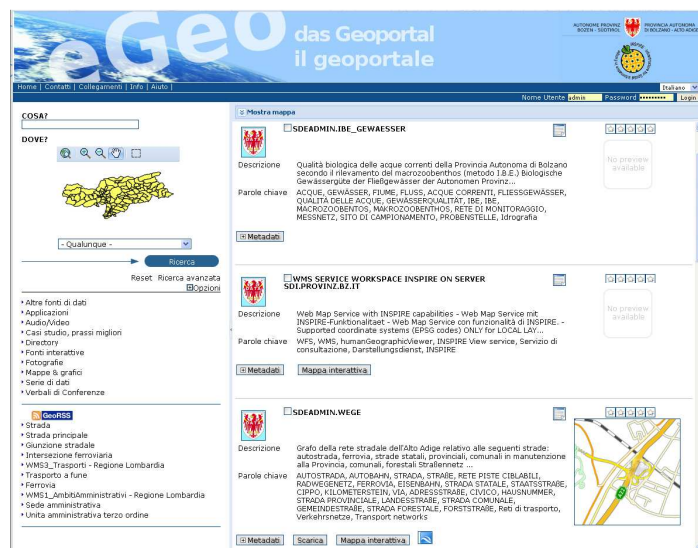 eGeo
das Geoportal
il geoportale
AUTONOME PROVINZ BOZEN - SÜDTIROL
PROVINCIA AUTONOMA DI BOLZANO - ALTO ADIGE
Home | Contatti | Collegamenti | Info | Aiuto |
Italiano
Nome Utente admin Password ********* Login
COSA?
DOVE?
- Qualunque -
Ricerca
Reset Ricerca avanzata
Opzioni
Altre fonti di dati
Applicazioni
Audio/Video
Casi studio, prassi migliori
Directory
Fonti interattive
Fotografie
Mappe & grafici
Serie di dati
Verbali di Conferenze
GeoRSS
Strada
Strada principale
Giunzione stradale
Intersezione ferroviaria
WMS3_Trasporti - Regione Lombardia
Trasporto a fune
Ferrovia
WMS1_AmbitiAmministrativi - Regione Lombardia
Sede amministrativa
Unita amministrativa terzo ordine
Mostra mappa
SDEADMIN.IBE_GEWAESSER
No preview available
Descrizione
Qualità biologica delle acque correnti della Provincia Autonoma di Bolzano
secondo il rilevamento del macrozoobenthos (metodo I.B.E.) Biologische
Gewässergüte der Fließgewässer der Autonomen Provinz...
Parole chiave
ACQUE, GEWÄSSER, FIUME, FLUSS, ACQUE CORRENTI, FLIESSGEWÄSSER,
QUALITÀ DELLE ACQUE, GEWÄSSERQUALITÄT, IBE, IBE,
MACROZOOBENTOS, MAKROZOOBENTHOS, RETE DI MONITORAGGIO,
MESSNETZ, SITO DI CAMPIONAMENTO, PROBENSTELLE, Idrografia
Metadati
WMS SERVICE WORKSPACE INSPIRE ON SERVER
SDI.PROVINZ.BZ.IT
No preview available
Descrizione
Web Map Service with INSPIRE capabilities - Web Map Service mit
INSPIRE-Funktionalitaet - Web Map Service con funzionalità di INSPIRE. -
Supported coordinate systems (EPSG codes) ONLY for LOCAL LAY...
Parole chiave
WFS, WMS, humanGeographicViewer, INSPIRE View service, Servizio di
consultazione, Darstellungsdienst, INSPIRE
Metadati Mappa interattiva
SDEADMIN.WEGE
Descrizione
Grafo della rete stradale dell'Alto Adige relativo alle seguenti strade:
autostrada, ferrovia, strade statali, provinciali, comunali in manutenzione
alla Provincia, comunali, forestali Straßennetz ...
Parole chiave
AUTOSTRADA, AUTOBAHN, STRADA, STRAßE, RETE PISTE CIBLABILI,
RADWEGENETZ, FERROVIA, EISENBAHN, STRADA STATALE, STAATSSTRAßE,
CIPPO, KILOMETERSTEIN, VIA, ADRESSSTRAßE, CIVICO, HAUSNUMMER,
STRADA PROVINCIALE, LANDESSTRAßE, STRADA COMUNALE,
GEMEINDESTRAßE, STRADA FORESTALE, FORSTSTRAßE, Reti di trasporto,
Verkehrsnetze, Transport networks
Metadati Scarica Mappa interattiva